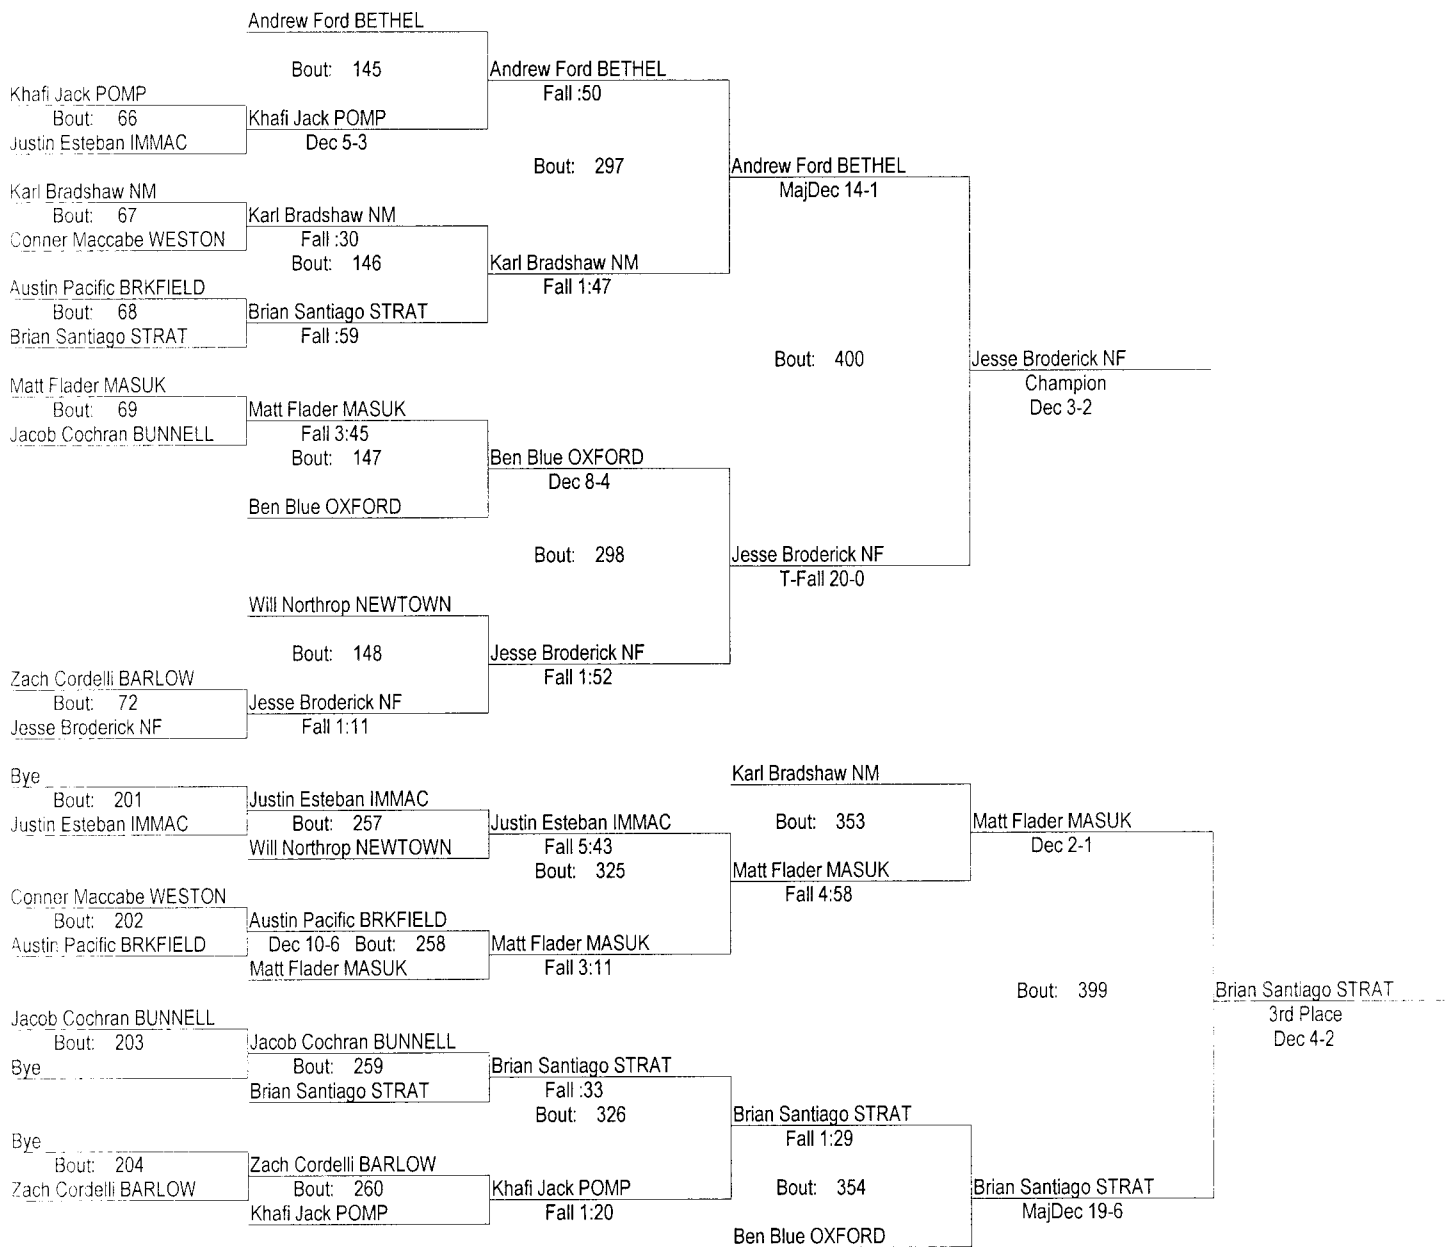 Andrew Ford BETHEL
Bout: 145
Andrew Ford BETHEL
Fall :50
Khafi Jack POMP
Bout: 66
Justin Esteban IMMAC
Khafi Jack POMP
Dec 5-3
Bout: 297
Andrew Ford BETHEL
MajDec 14-1
Karl Bradshaw NM
Bout: 67
Conner Maccabe WESTON
Karl Bradshaw NM
Fall :30
Bout: 146
Karl Bradshaw NM
Fall 1:47
Austin Pacific BRKFIELD
Bout: 68
Brian Santiago STRAT
Brian Santiago STRAT
Fall :59
Bout: 400
Jesse Broderick NF
Champion
Dec 3-2
Matt Flader MASUK
Bout: 69
Jacob Cochran BUNNELL
Matt Flader MASUK
Fall 3:45
Bout: 147
Ben Blue OXFORD
Dec 8-4
Ben Blue OXFORD
Bout: 298
Jesse Broderick NF
T-Fall 20-0
Will Northrop NEWTOWN
Bout: 148
Jesse Broderick NF
Fall 1:52
Zach Cordelli BARLOW
Bout: 72
Jesse Broderick NF
Jesse Broderick NF
Fall 1:11
Bye
Bout: 201
Justin Esteban IMMAC
Justin Esteban IMMAC
Bout: 257
Will Northrop NEWTOWN
Justin Esteban IMMAC
Fall 5:43
Bout: 325
Karl Bradshaw NM
Bout: 353
Matt Flader MASUK
Fall 4:58
Matt Flader MASUK
Dec 2-1
Conner Maccabe WESTON
Bout: 202
Austin Pacific BRKFIELD
Austin Pacific BRKFIELD
Dec 10-6 Bout: 258
Matt Flader MASUK
Matt Flader MASUK
Fall 3:11
Bout: 399
Brian Santiago STRAT
3rd Place
Dec 4-2
Jacob Cochran BUNNELL
Bout: 203
Bye
Jacob Cochran BUNNELL
Bout: 259
Brian Santiago STRAT
Brian Santiago STRAT
Fall :33
Bout: 326
Brian Santiago STRAT
Fall 1:29
Bye
Bout: 204
Zach Cordelli BARLOW
Zach Cordelli BARLOW
Bout: 260
Khafi Jack POMP
Khafi Jack POMP
Fall 1:20
Bout: 354
Ben Blue OXFORD
Brian Santiago STRAT
MajDec 19-6